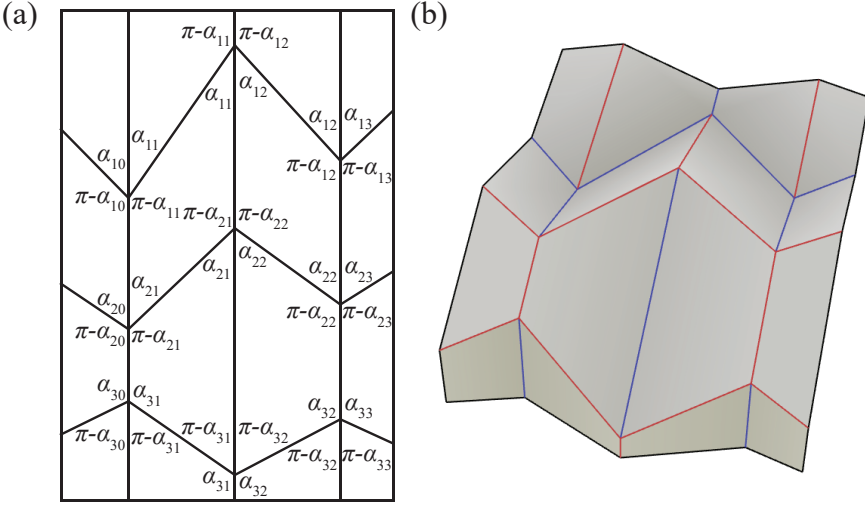 (a)
(b)
π-α11 π-α12
α11 α12
α10 α11 α12 α13
π-α10 π-α11 π-α12 π-α13
π-α21 π-α22
α21 α22
α20 α21 α22 α23
π-α20 π-α21 π-α22 π-α23
α30 α31 α32 α33
π-α30 π-α31 π-α31 π-α32 π-α32 π-α33
α31 α32